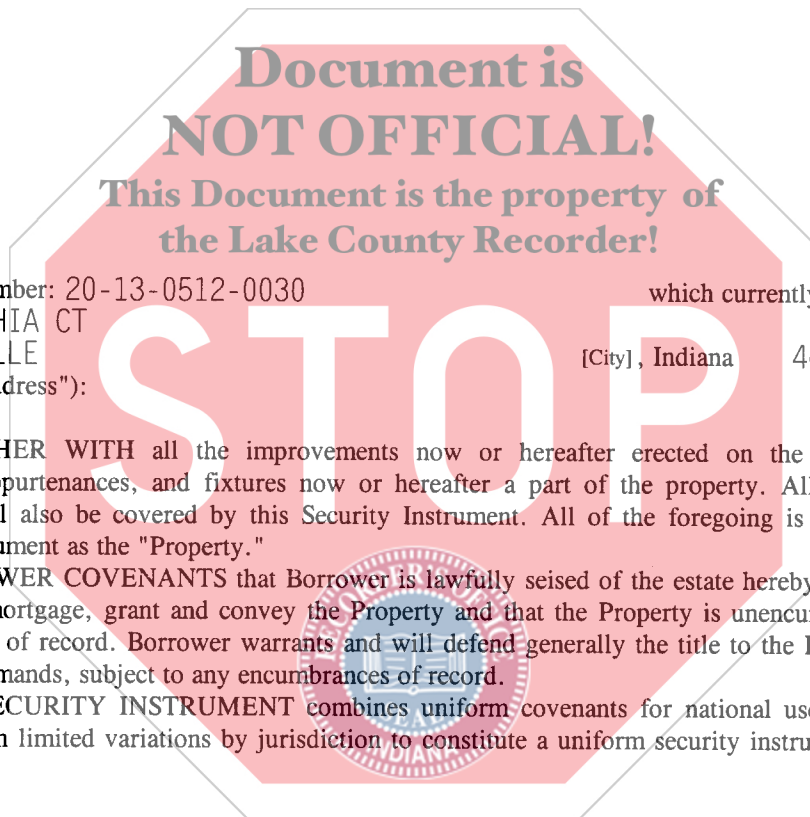 Document is
NOT OFFICIAL!
This Document is the property of
the Lake County Recorder!
mber: 20-13-0512-0030 which currently
HIA CT
LLE [City], Indiana 4
dress"):
STOP
HER WITH all the improvements now or hereafter erected on the
purtenances, and fixtures now or hereafter a part of the property. All
l also be covered by this Security Instrument. All of the foregoing is
ument as the "Property."
WER COVENANTS that Borrower is lawfully seised of the estate hereby
nortgage, grant and convey the Property and that the Property is unencu
of record. Borrower warrants and will defend generally the title to the
mands, subject to any encumbrances of record.
ECURITY INSTRUMENT combines uniform covenants for national use
n limited variations by jurisdiction to constitute a uniform security instru
RECORDER'S OFFICE
SEAL
INDIANA